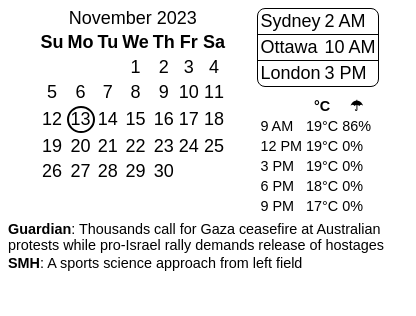 November 2023
Su Mo Tu We Th Fr Sa
1 2 3 4
5 6 7 8 9 10 11
12 13 14 15 16 17 18
19 20 21 22 23 24 25
26 27 28 29 30
Sydney 2 AM
Ottawa 10 AM
London 3 PM
°C ☂
9 AM 19°C 86%
12 PM 19°C 0%
3 PM 19°C 0%
6 PM 18°C 0%
9 PM 17°C 0%
Guardian: Thousands call for Gaza ceasefire at Australian
protests while pro-Israel rally demands release of hostages
SMH: A sports science approach from left field